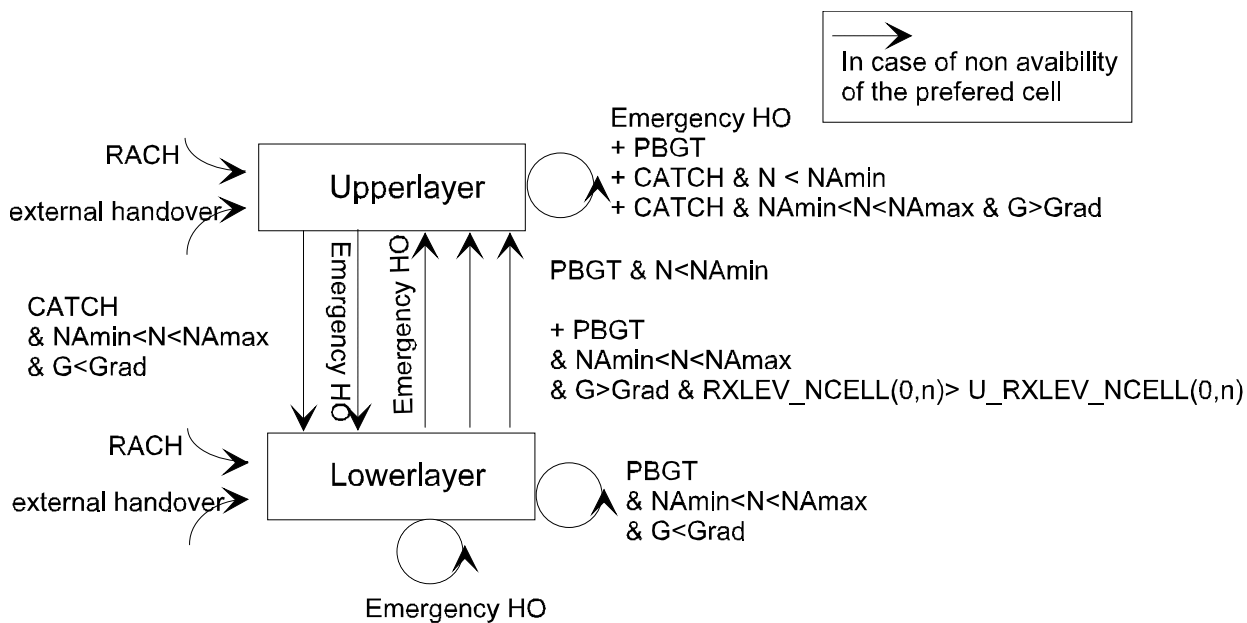 In case of non avaibility
of the prefered cell
Emergency HO
+ PBGT
+ CATCH & N < NAmin
+ CATCH & NAmin<N<NAmax & G>Grad
RACH
Upperlayer
external handover
Emergency HO
Emergency HO
PBGT & N<NAmin
CATCH
& NAmin<N<NAmax
& G<Grad
+ PBGT
& NAmin<N<NAmax
& G>Grad & RXLEV_NCELL(0,n)> U_RXLEV_NCELL(0,n)
RACH
Lowerlayer
external handover
PBGT
& NAmin<N<NAmax
& G<Grad
Emergency HO